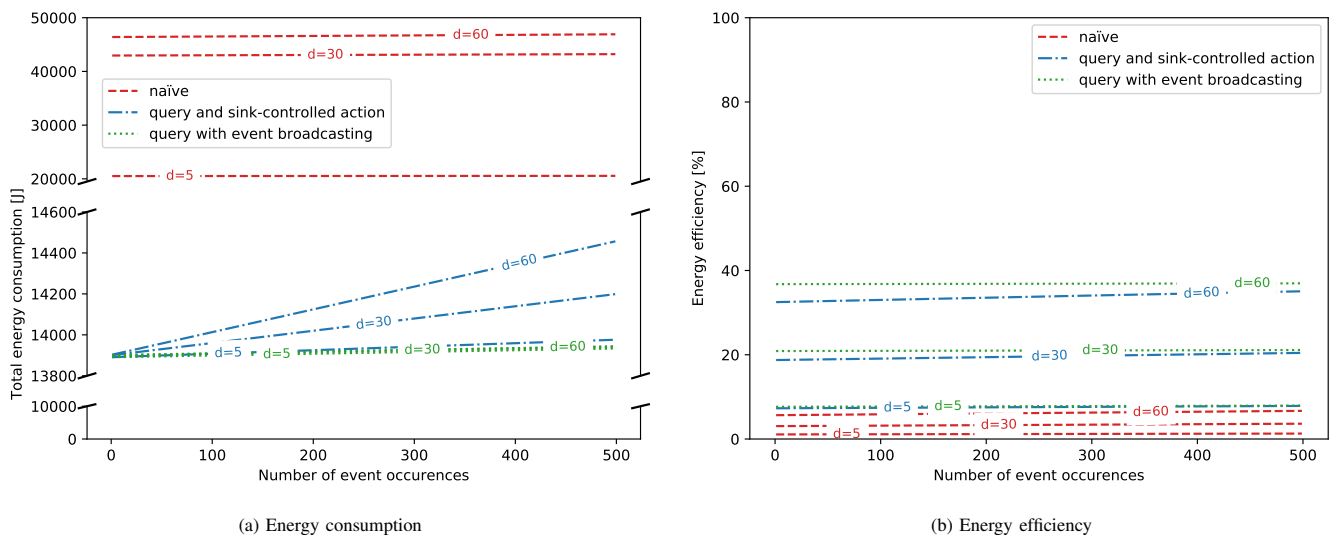 50000
40000
30000
20000
14600
14400
14200
14000
13800
10000
0
Total energy consumption [J]
d=60
d=30
naïve
query and sink-controlled action
query with event broadcasting
d=5
d=60
d=30
d=5
d=5
d=30
d=60
0 100 200 300 400 500
Number of event occurences
(a) Energy consumption
100
80
60
40
20
0
Energy efficiency [%]
naïve
query and sink-controlled action
query with event broadcasting
d=60
d=60
d=30
d=30
d=5
d=5
d=60
d=30
d=5
0 100 200 300 400 500
Number of event occurences
(b) Energy efficiency